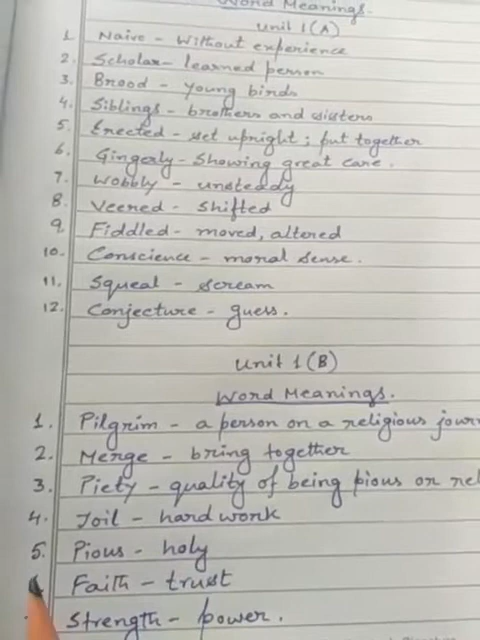 Word Meanings.
Unit 1 (A)
1 Naive - Without experience
2. Scholar - learned person
3. Brood - young birds
4. Siblings - brothers and sisters
5. Erected - set upright ; put together
6. Gingerly - Showing great care.
7. Wobbly - unsteady
8. Veered - shifted
9. Fiddled - moved, altered
10. Conscience - moral sense.
11. Squeal - scream
12. Conjecture - guess.
Unit 1 (B)
Word Meanings.
1. Pilgrim - a person on a religious jour
2. Merge - bring together
3. Piety - quality of being pious or rel
4. Toil - hard work
5. Pious - holy
Faith - trust
Strength - power.